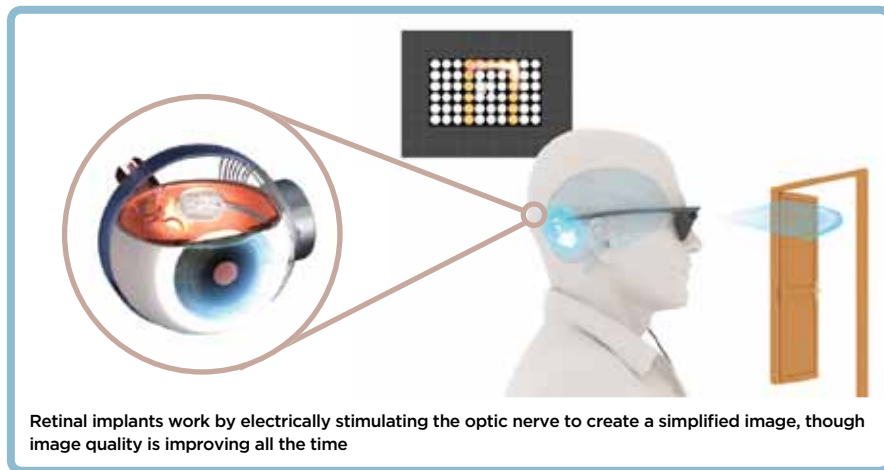 Retinal implants work by electrically stimulating the optic nerve to create a simplified image, though
image quality is improving all the time